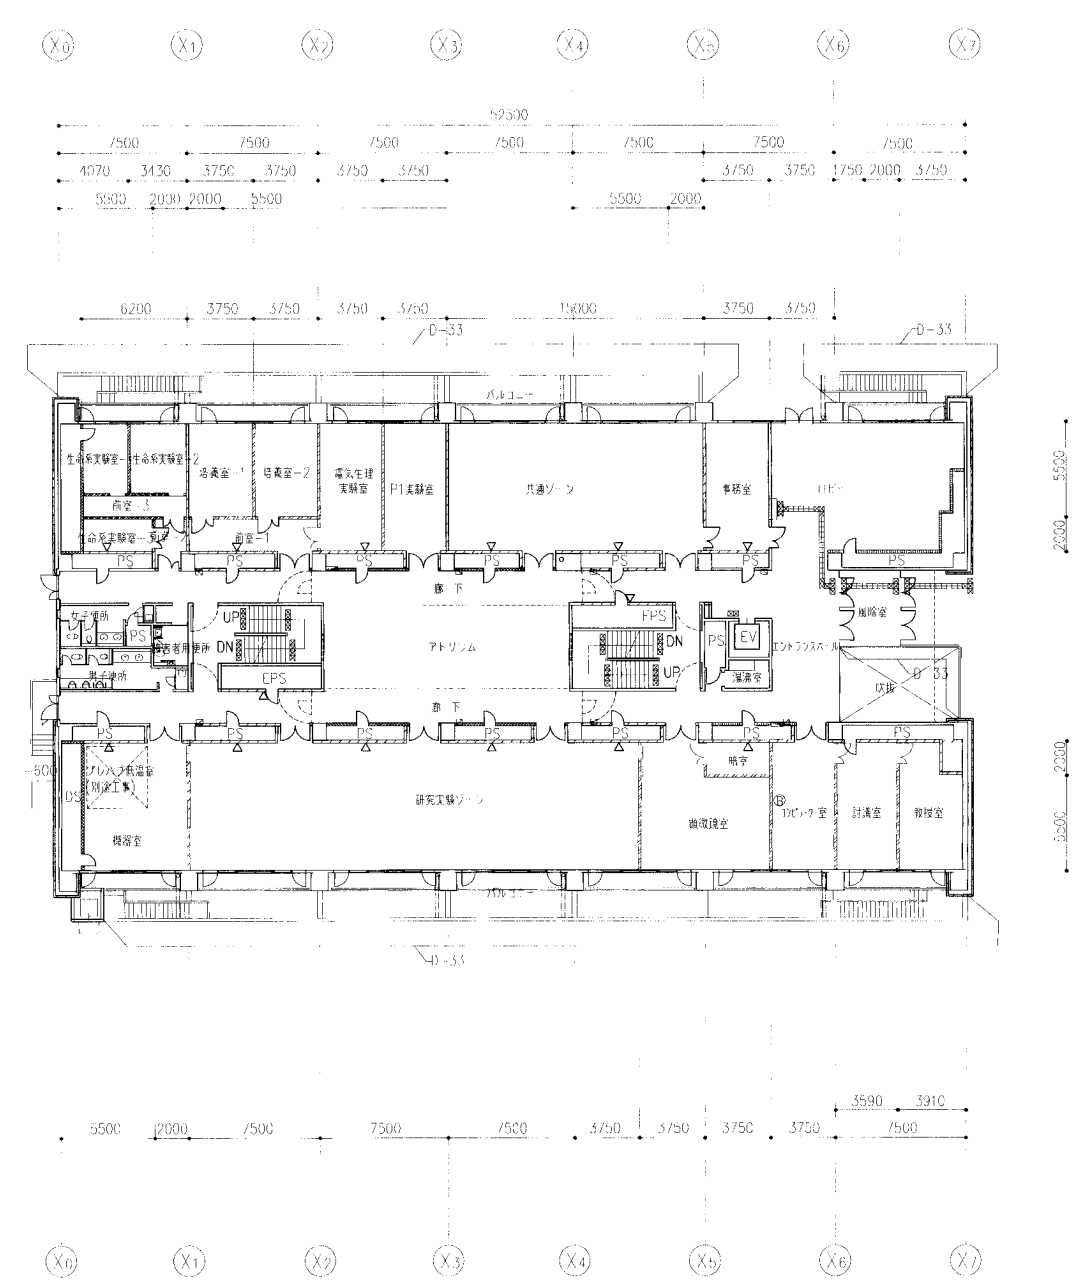 X0 X1 X2 X3 X4 X5 X6 X7
52300
7500 7500 7500 7500 7500 7500 7500
4070 3430 3750 3750 3750 3750 3750 3750 1750 2000 3750
5500 2000 2000 5500 5500 2000
6200 3750 3750 3750 3750 15000 3750 3750
D-33 D-33
バルコニー
生命系実験室- 生命系実験室-2 培養室-1 培養室-2 電気生理 実験室 P1実験室 共通ゾーン 事務室 ロビー
5500
前室-3
生命系実験室- 前室-1
2000
PS PS PS PS PS PS PS
廊下
女子便所 UP EPS 風除室
PS 障害者用便所 DN アトリウム DN PS EV エントランスホール
男子便所 EPS UP 湯沸室 吹抜 D-33
廊下
PS PS PS PS PS PS PS
500 プレハブ低温室 暗室 2000
(別途工事)
DS 研究実験ゾーン B
機器室 顕微鏡室 コンピューター室 討議室 教授室
5500
バルコニー
D-33
3590 3910
5500 2000 7500 7500 7500 3750 3750 3750 3750 7500
X0 X1 X2 X3 X4 X5 X6 X7